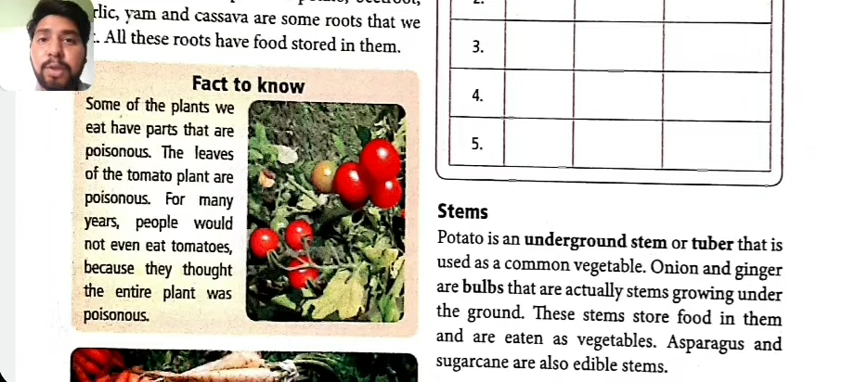 rlic, yam and cassava are some roots that we
. All these roots have food stored in them.
Fact to know
Some of the plants we
eat have parts that are
poisonous. The leaves
of the tomato plant are
poisonous. For many
years, people would
not even eat tomatoes,
because they thought
the entire plant was
poisonous.
2.
3.
4.
5.
Stems
Potato is an underground stem or tuber that is
used as a common vegetable. Onion and ginger
are bulbs that are actually stems growing under
the ground. These stems store food in them
and are eaten as vegetables. Asparagus and
sugarcane are also edible stems.